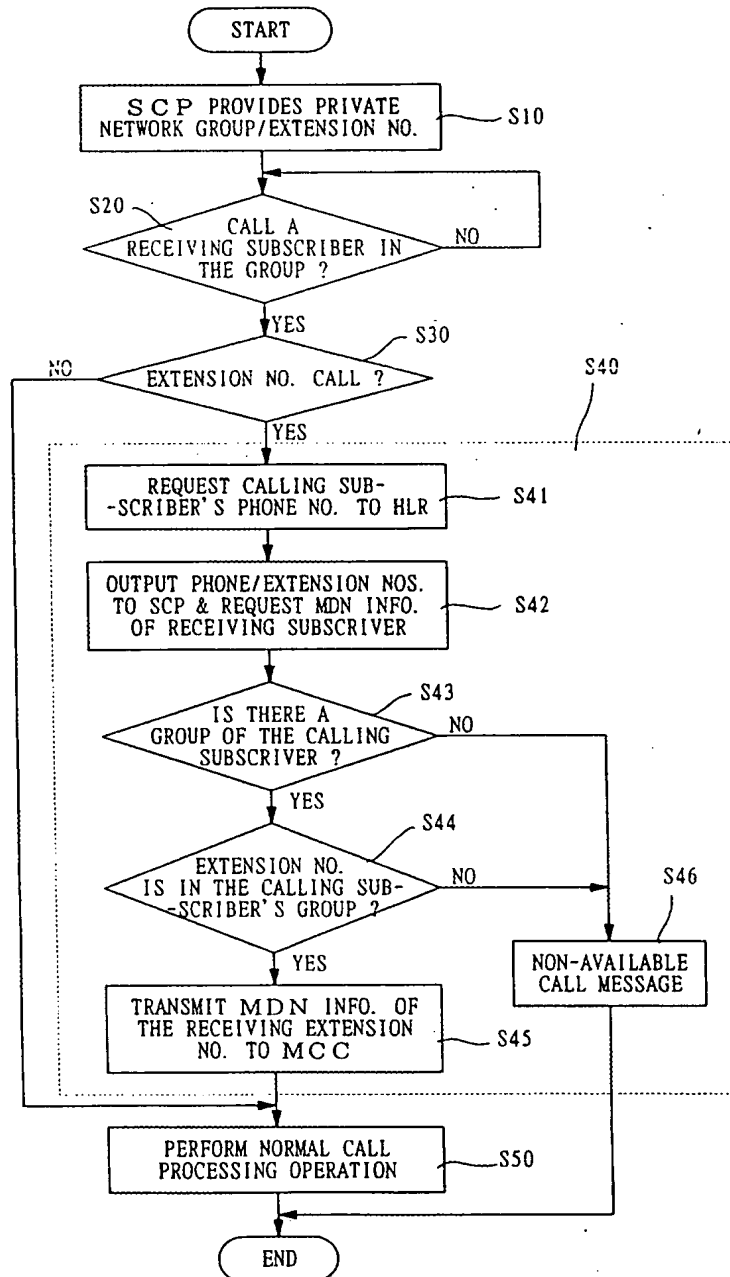 START
SCP PROVIDES PRIVATE
NETWORK GROUP/EXTENSION NO.
S10
S20
CALL A
RECEIVING SUBSCRIBER IN
THE GROUP ?
NO
YES
S30
NO
EXTENSION NO. CALL ?
S40
YES
REQUEST CALLING SUB-
-SCRIBER'S PHONE NO. TO HLR
S41
OUTPUT PHONE/EXTENSION NOS.
TO SCP & REQUEST MDN INFO.
OF RECEIVING SUBSCRIVER
S42
S43
IS THERE A
GROUP OF THE CALLING
SUBSCRIVER ?
NO
YES
S44
EXTENSION NO.
IS IN THE CALLING SUB-
-SCRIBER'S GROUP ?
NO
S46
YES
NON-AVAILABLE
CALL MESSAGE
TRANSMIT MDN INFO. OF
THE RECEIVING EXTENSION
NO. TO MCC
S45
PERFORM NORMAL CALL
PROCESSING OPERATION
S50
END